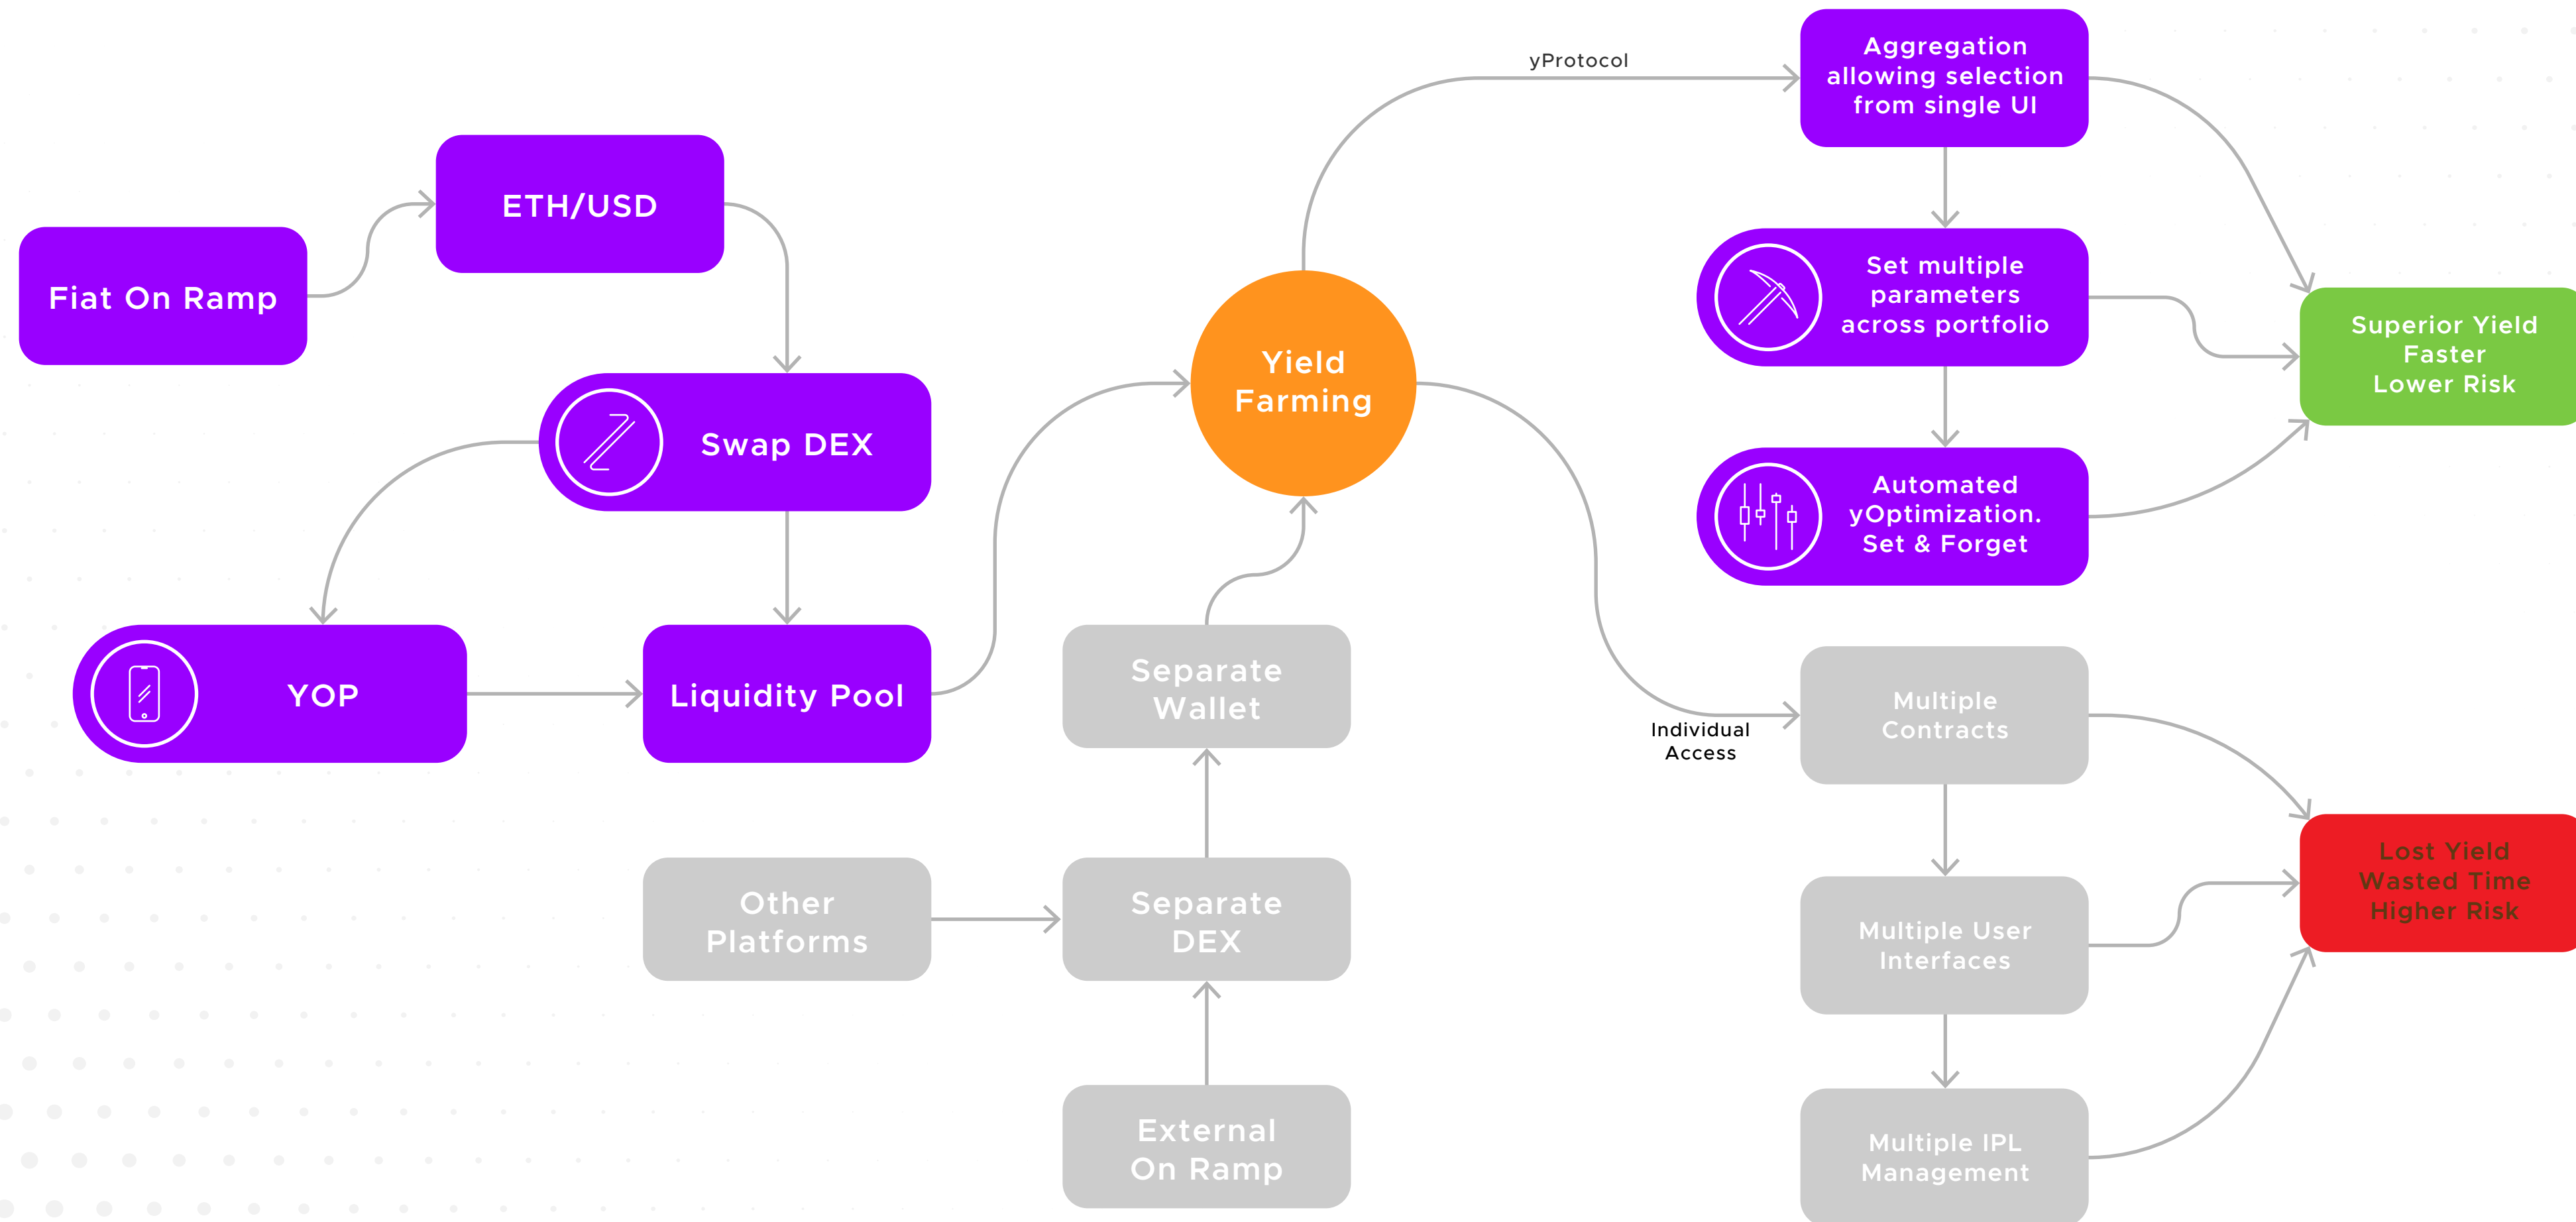 Fiat On Ramp
ETH/USD
Swap DEX
YOP
Liquidity Pool
Yield
Farming
Separate
Wallet
Other
Platforms
Separate
DEX
External
On Ramp
yProtocol
Aggregation
allowing selection
from single UI
Set multiple
parameters
across portfolio
Automated
yOptimization.
Set & Forget
Superior Yield
Faster
Lower Risk
Individual
Access
Multiple
Contracts
Multiple User
Interfaces
Multiple IPL
Management
Lost Yield
Wasted Time
Higher Risk